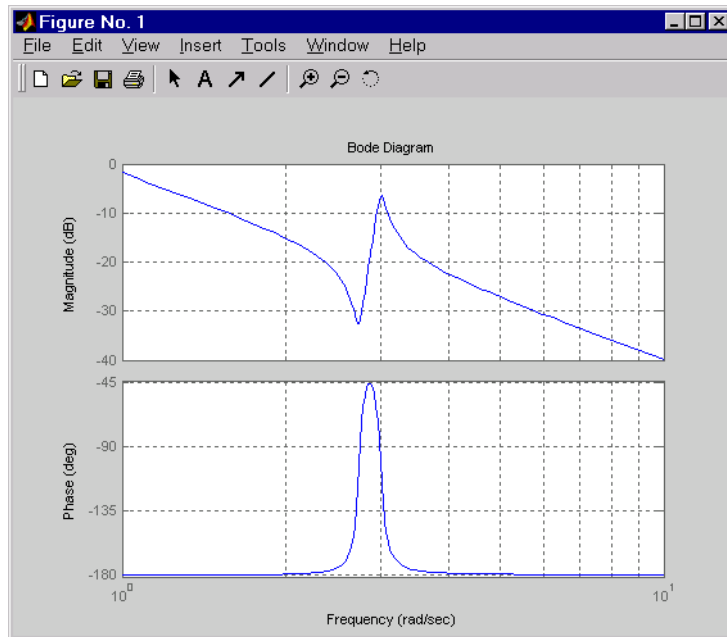 Figure No. 1
File Edit View Insert Tools Window Help
A
Bode Diagram
Magnitude (dB)
0
-10
-20
-30
-40
Phase (deg)
-45
-90
-135
-180
10^0
10^1
Frequency (rad/sec)